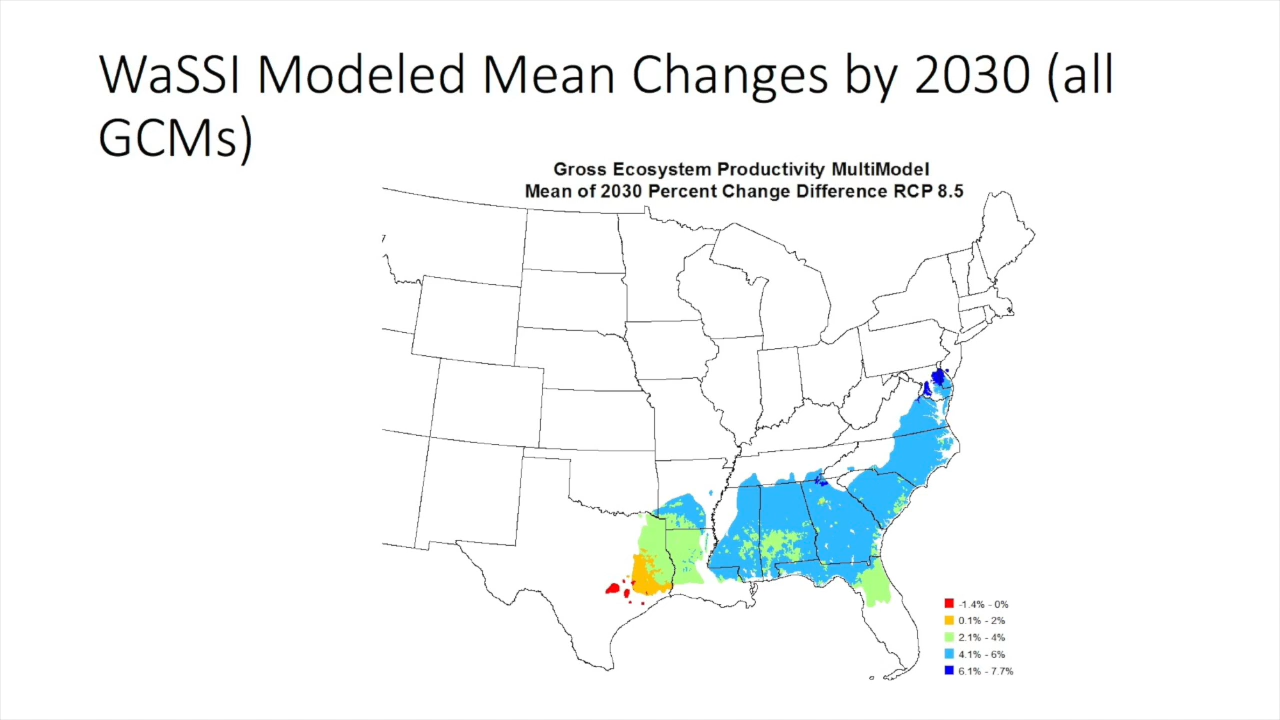 WaSSI Modeled Mean Changes by 2030 (all
GCMs)
Gross Ecosystem Productivity MultiModel
Mean of 2030 Percent Change Difference RCP 8.5
-1.4% - 0%
0.1% - 2%
2.1% - 4%
4.1% - 6%
6.1% - 7.7%